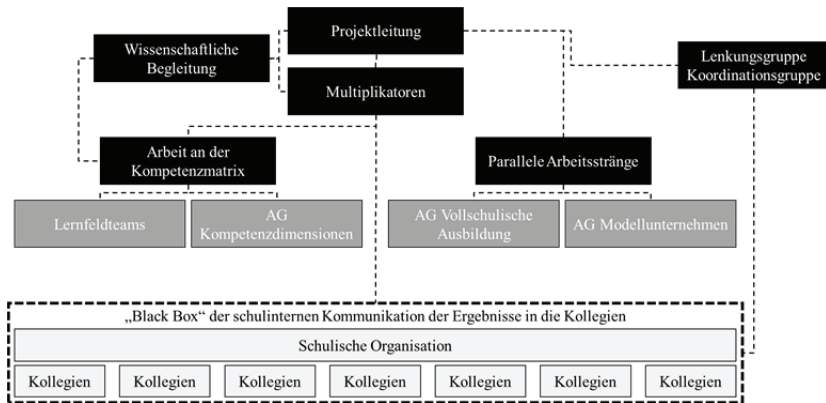 Projektleitung
Wissenschaftliche
Begleitung
Lenkungsgruppe
Koordinationsgruppe
Multiplikatoren
Arbeit an der
Kompetenzmatrix
Parallele Arbeitsstränge
Lernfeldteams
AG
Kompetenzdimensionen
AG Vollschulische
Ausbildung
AG Modellunternehmen
„Black Box“ der schulinternen Kommunikation der Ergebnisse in die Kollegien
Schulische Organisation
Kollegien Kollegien Kollegien Kollegien Kollegien Kollegien Kollegien